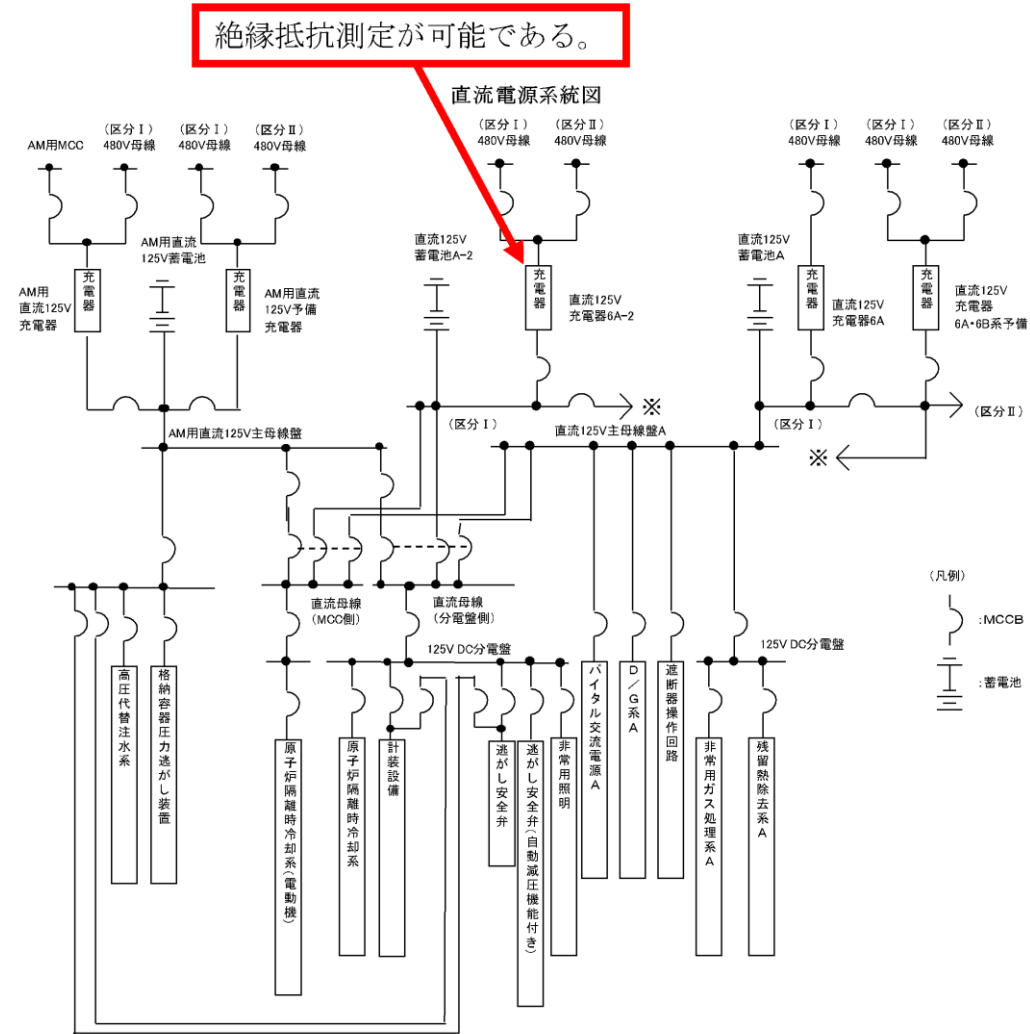 絶縁抵抗測定が可能である。
直流電源系統図
AM用MCC
(区分Ⅰ)
480V母線
(区分Ⅰ)
480V母線
(区分Ⅱ)
480V母線
(区分Ⅰ)
480V母線
(区分Ⅱ)
480V母線
(区分Ⅰ)
480V母線
(区分Ⅰ)
480V母線
(区分Ⅱ)
480V母線
AM用
直流125V
充電器
充電器
AM用直流
125V蓄電池
充電器
AM用直流
125V予備
充電器
直流125V
蓄電池A-2
充電器
直流125V
充電器6A-2
直流125V
蓄電池A
充電器
直流125V
充電器6A
充電器
直流125V
充電器
6A・6B系予備
※
(区分Ⅱ)
AM用直流125V主母線盤
(区分Ⅰ)
直流125V主母線盤A
(区分Ⅰ)
※
直流母線
(MCC側)
直流母線
(分電盤側)
125V DC分電盤
125V DC分電盤
(凡例)
:MCCB
:蓄電池
高圧代替注水系
格納容器圧力逃がし装置
原子炉隔離時冷却系(電動機)
原子炉隔離時冷却系
計装設備
逃がし安全弁
逃がし安全弁(自動減圧機能付き)
非常用照明
バイタル交流電源A
D/G系A
遮断器操作回路
非常用ガス処理系A
残留熱除去系A